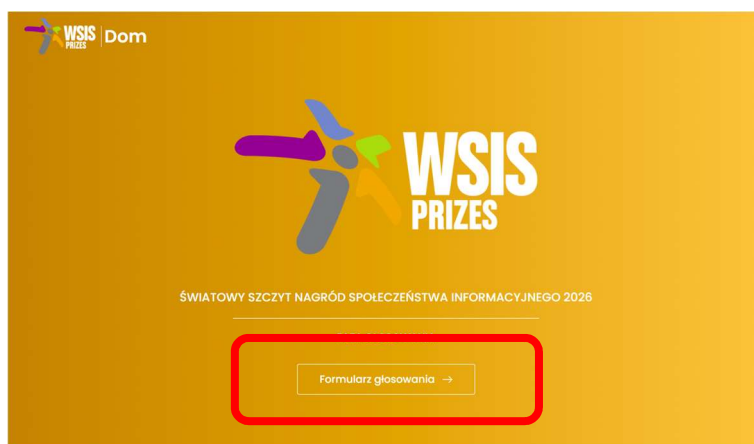 WSIS
PRIZES
Dom
WSIS
PRIZES
ŚWIATOWY SZCZYT NAGRÓD SPOŁECZEŃSTWA INFORMACYJNEGO 2026
Formularz głosowania →